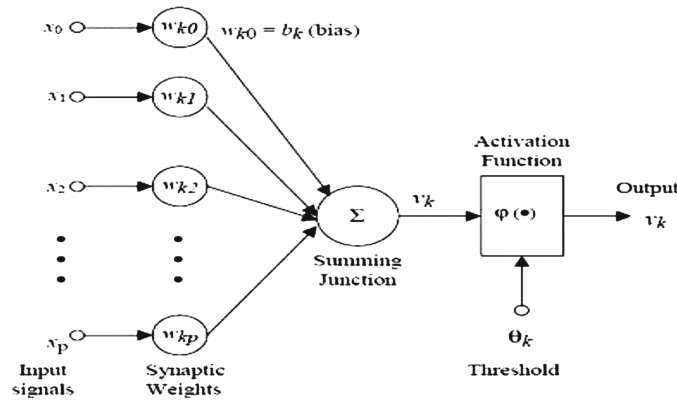 x0
wk0
wk0 = bk (bias)
x1
wk1
x2
wk2
xp
wkp
Input
signals
Synaptic
Weights
Σ
Summing
Junction
vk
Activation
Function
φ (•)
Output
vk
θk
Threshold